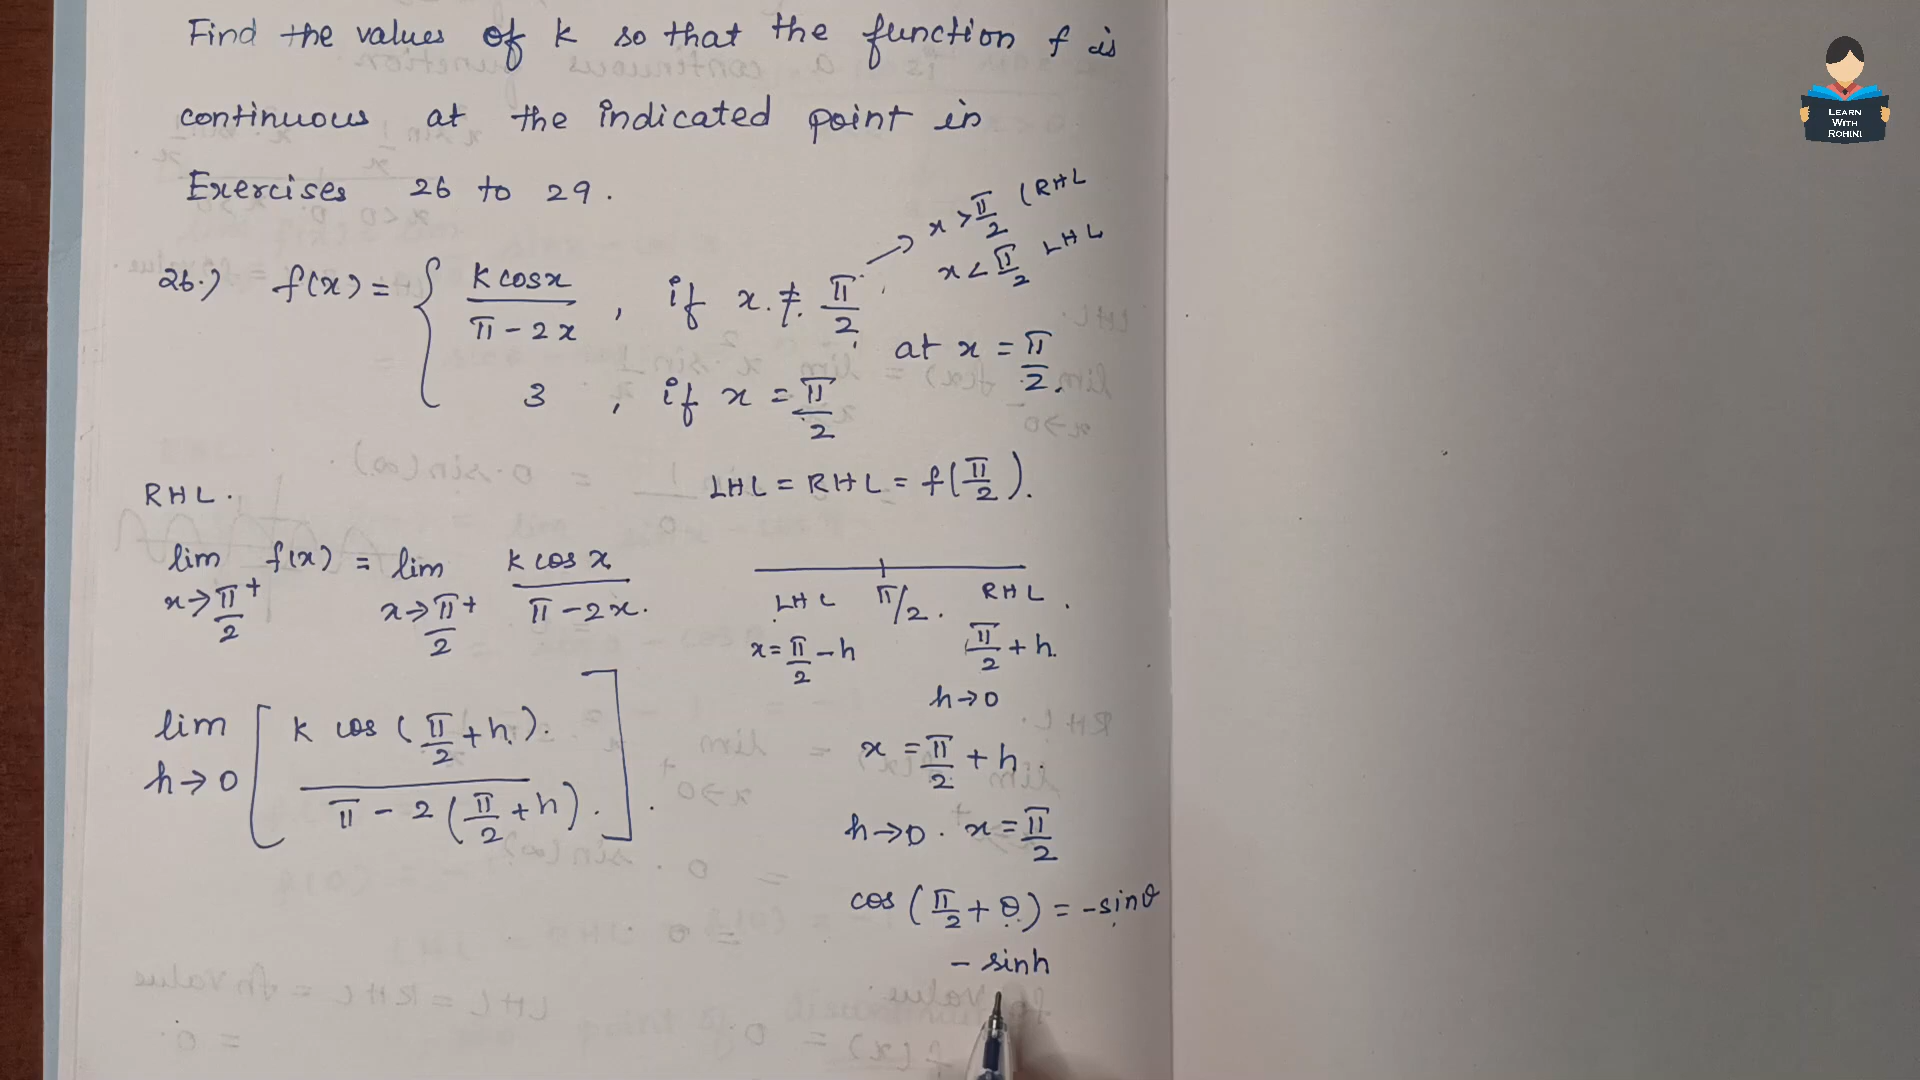 Find the values of k so that the function f is
continuous at the indicated point in
Exercises 26 to 29.
x > π/2 (RHL
x < π/2 LHL
26.) f(x) = { k cosx / π - 2x , if x ≠ π/2
at x = π/2.
3 , if x = π/2
RHL.
LHL = RHL = f(π/2).
lim x→π/2+ f(x) = lim x→π/2+ k cos x / π - 2x.
LHL π/2. RHL.
x = π/2 - h π/2 + h.
h→0
lim h→0 [ k cos (π/2 + h). / π - 2(π/2 + h). ].
x = π/2 + h.
h→0. x = π/2
cos (π/2 + θ) = -sinθ
- sinh
LEARN
WITH
ROHINI